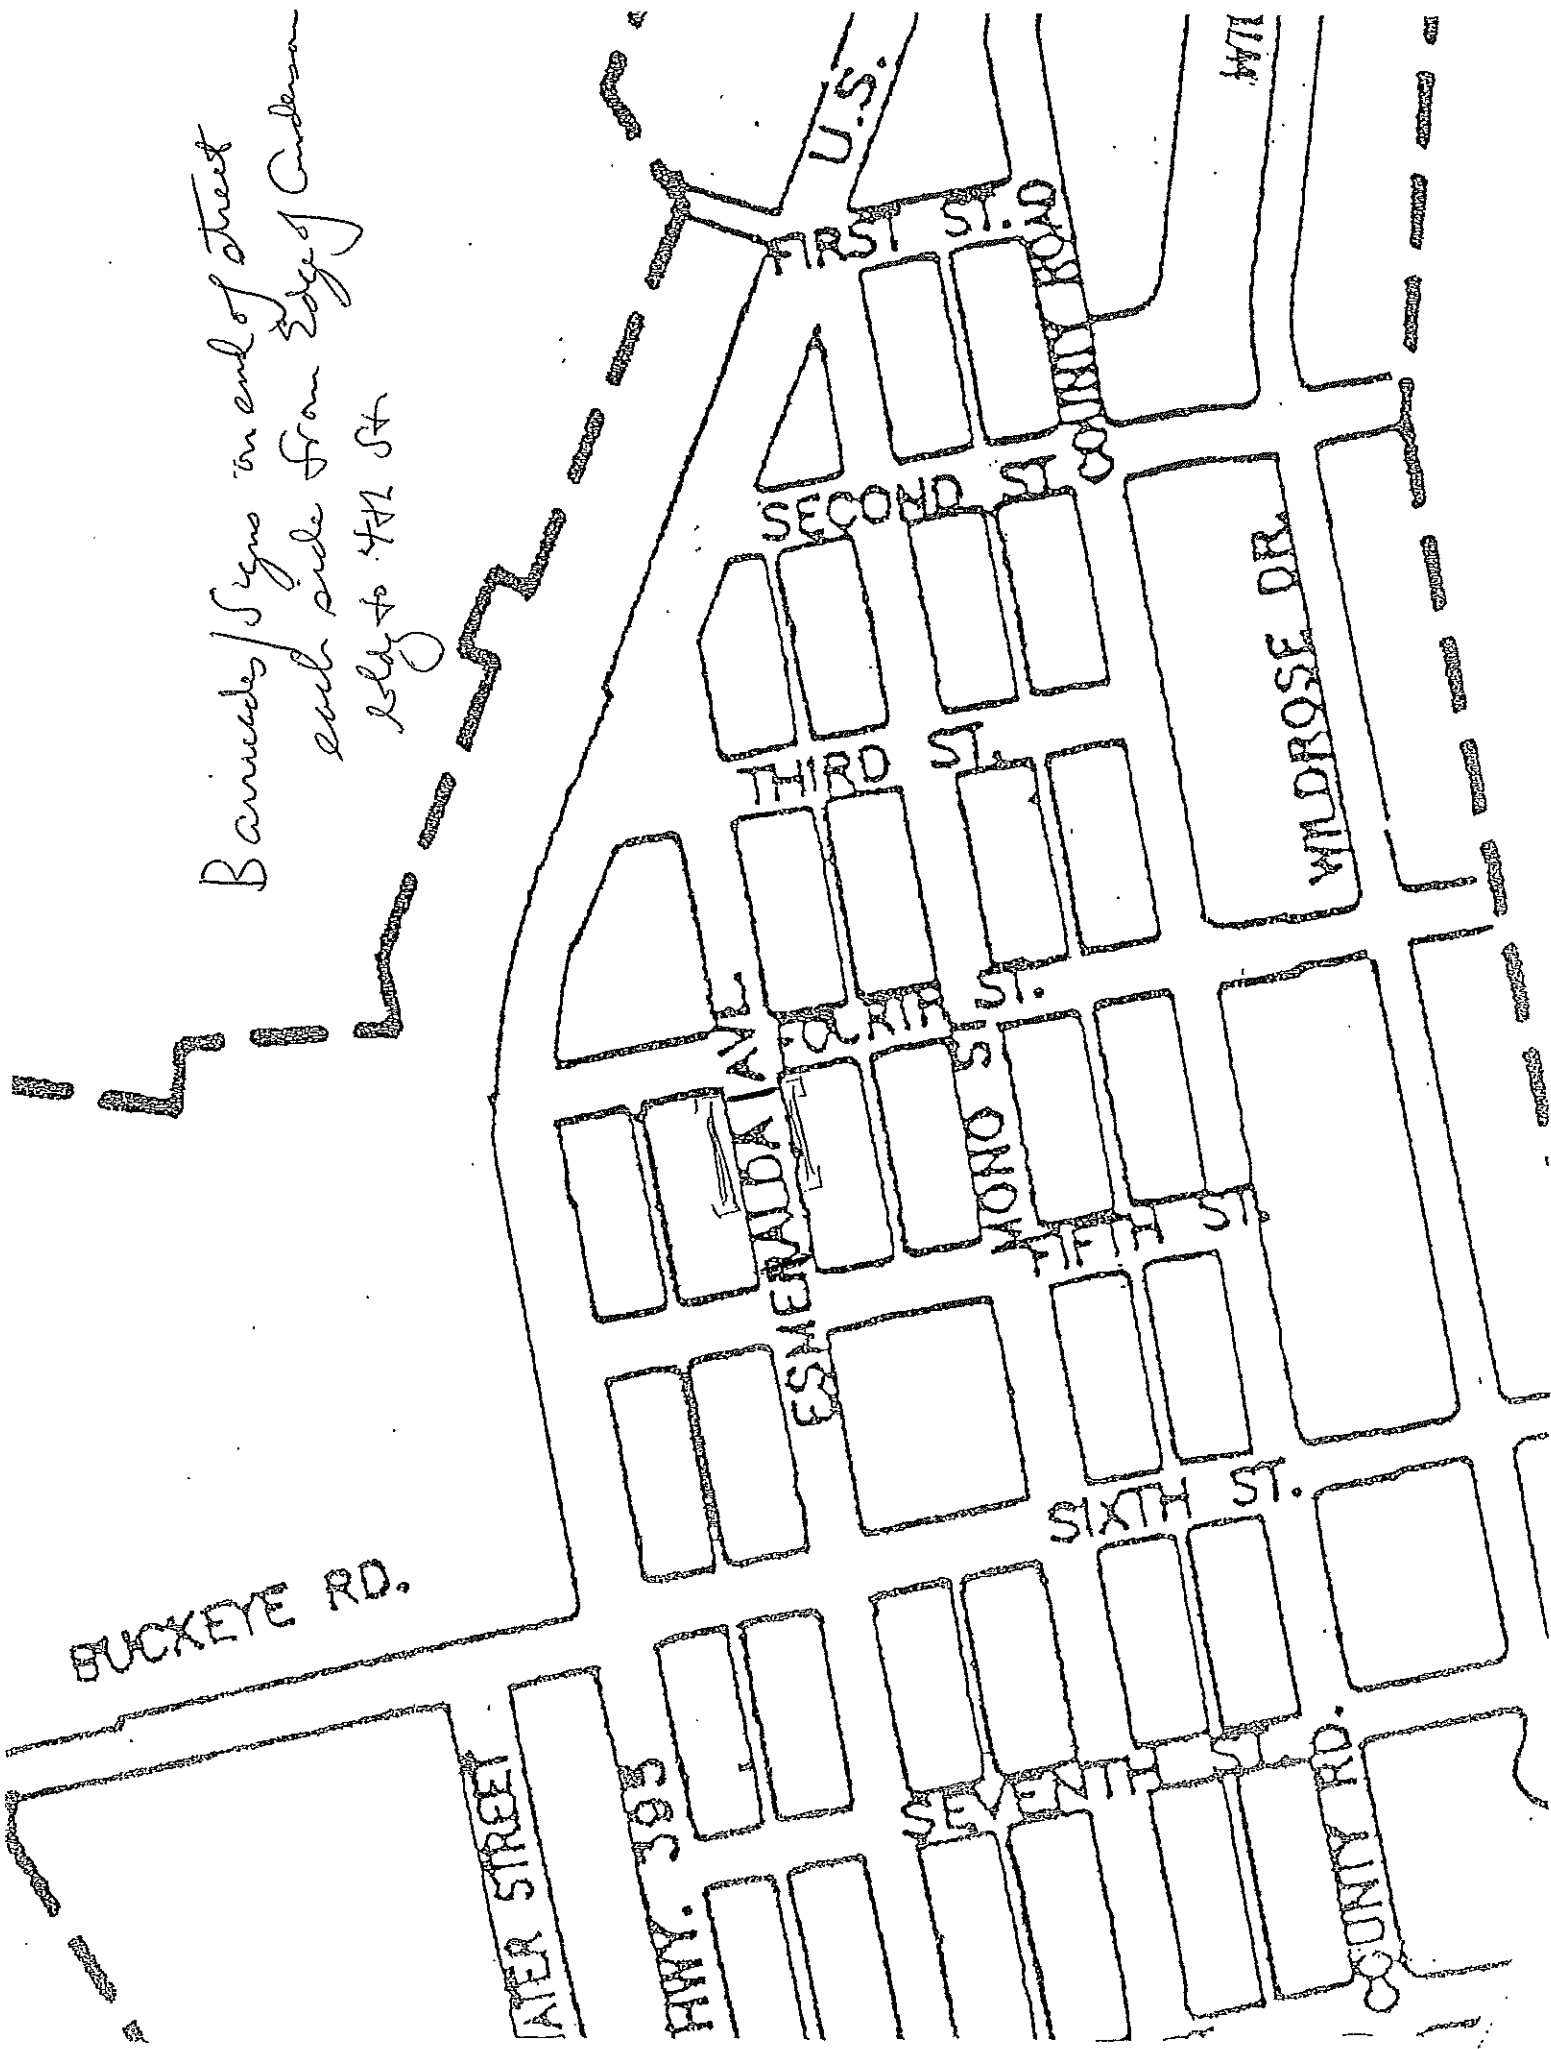 Barricades/Signs on end of street
each side from Edge of Anderson
bldg to 4th St
U.S.
WIL
FIRST ST.
COUNTY ROAD
SECOND ST
WILDROSE DR.
THIRD ST.
FOURTH ST.
ESMERALDA AVE.
MONO S
FIFTH ST.
SIXTH ST.
BUCKEYE RD.
SEVENTH ST.
COUNTY RD.
HWY. 395
ATER STREET